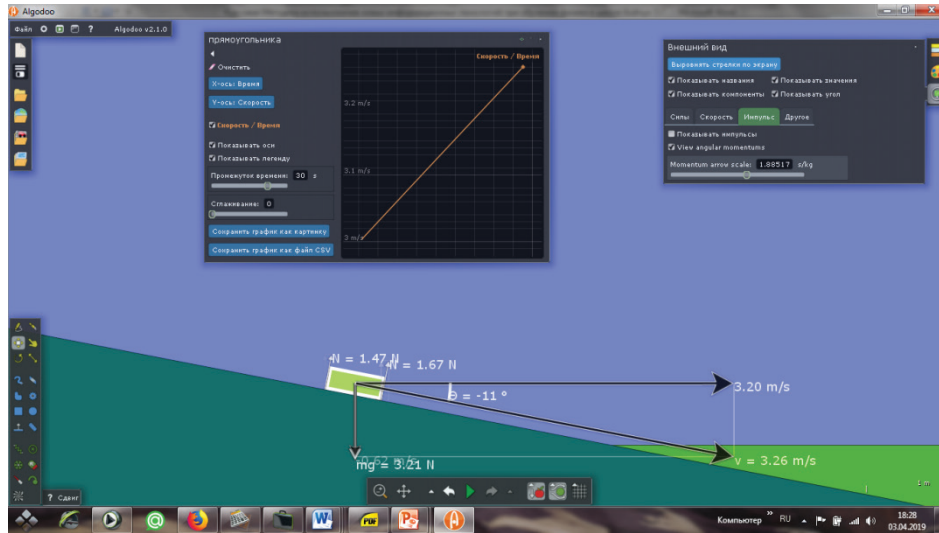 Algodoo
Файл
?
Algodoo v2.1.0
прямоугольника
Очистить
X-ось: Время
Y-ось: Скорость
Скорость / Время
Показывать оси
Показывать легенду
Промежуток времени: 30 s
Сглаживание: 0
Сохранить график как картинку
Сохранить график как файл CSV
Скорость / Время
3.2 m/s
3.1 m/s
3 m/s
Внешний вид
Выровнять стрелки по экрану
Показывать названия Показывать значения
Показывать компоненты Показывать угол
Силы Скорость Импульс Другое
Показывать импульсы
View angular momentums
Momentum arrow scale: 1.88517 s/kg
N = 1.47 N
N = 1.67 N
3.20 m/s
θ = -11 °
-0.62 m/s
mg = 3.21 N
v = 3.26 m/s
1 m
? Сдвиг
PDF
Компьютер
RU
18:28
03.04.2019